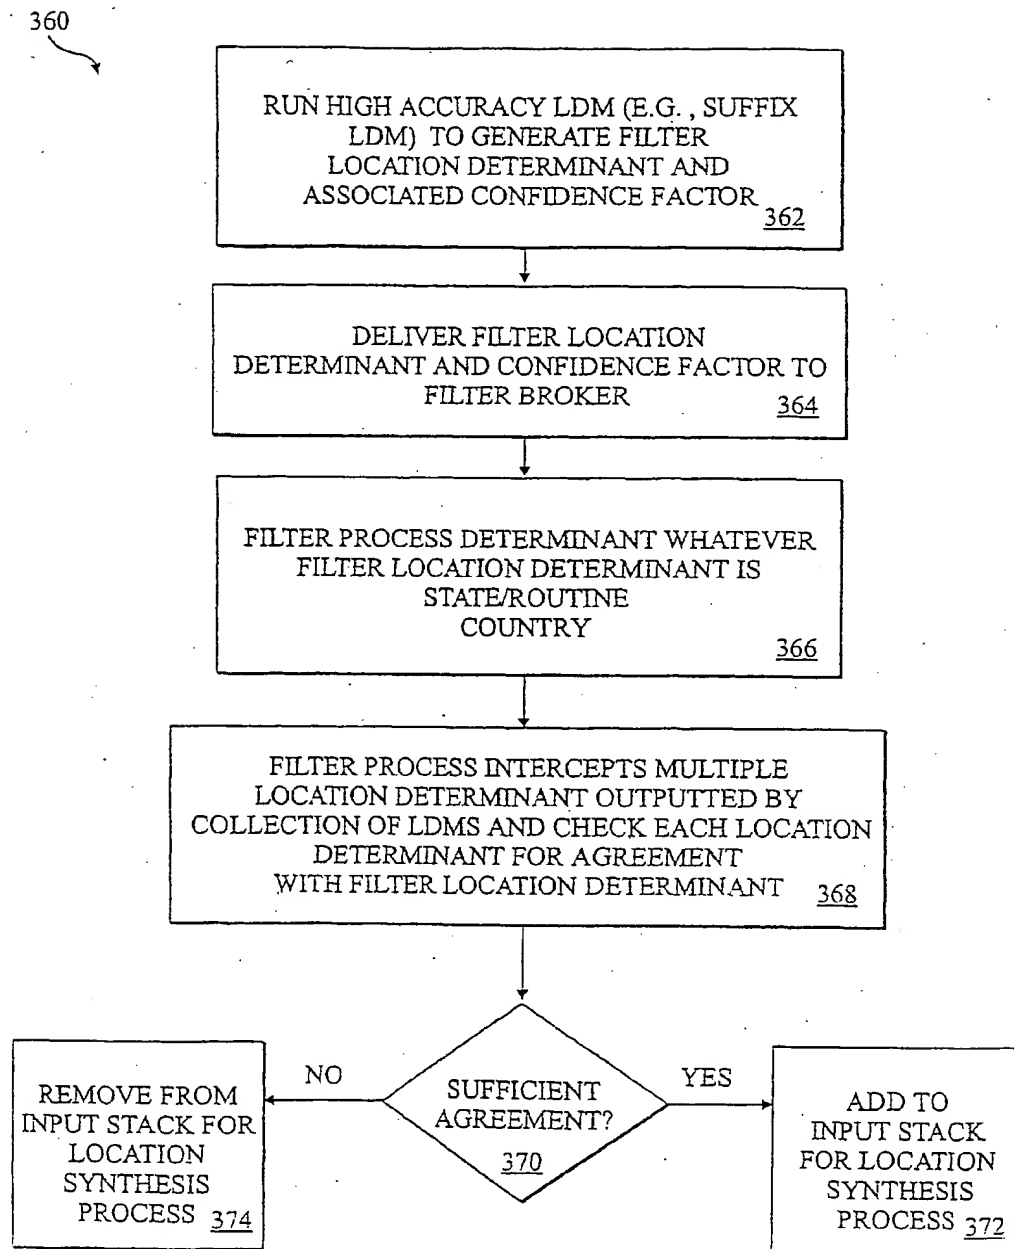 360
RUN HIGH ACCURACY LDM (E.G. , SUFFIX
LDM) TO GENERATE FILTER
LOCATION DETERMINANT AND
ASSOCIATED CONFIDENCE FACTOR
362
DELIVER FILTER LOCATION
DETERMINANT AND CONFIDENCE FACTOR TO
FILTER BROKER
364
FILTER PROCESS DETERMINANT WHATEVER
FILTER LOCATION DETERMINANT IS
STATE/ROUTINE
COUNTRY
366
FILTER PROCESS INTERCEPTS MULTIPLE
LOCATION DETERMINANT OUTPUTTED BY
COLLECTION OF LDMS AND CHECK EACH LOCATION
DETERMINANT FOR AGREEMENT
WITH FILTER LOCATION DETERMINANT
368
SUFFICIENT
AGREEMENT?
370
NO
YES
REMOVE FROM
INPUT STACK FOR
LOCATION
SYNTHESIS
PROCESS 374
ADD TO
INPUT STACK
FOR LOCATION
SYNTHESIS
PROCESS 372